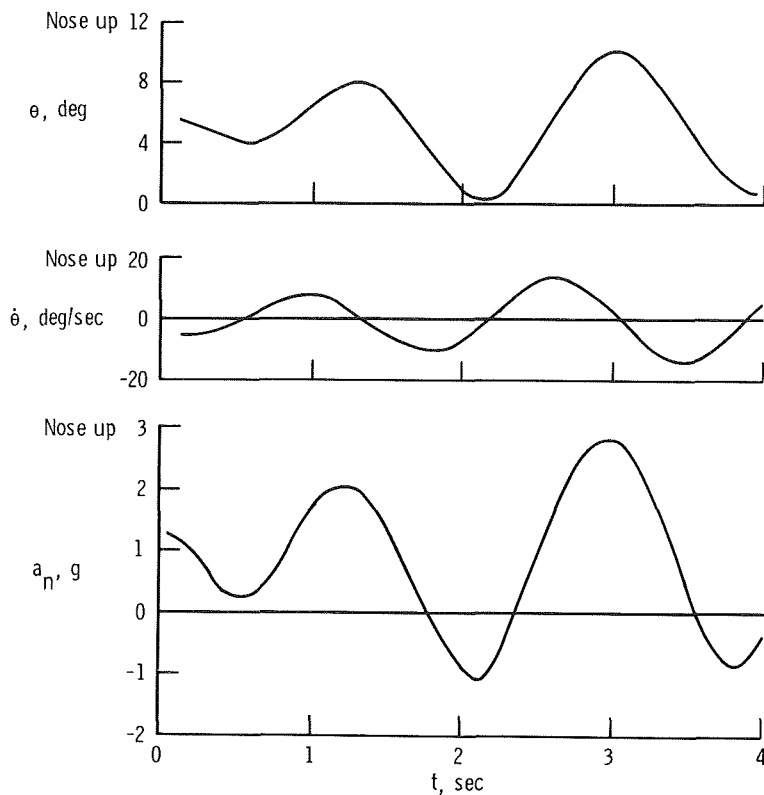 Nose up 12
8
θ, deg
4
0
Nose up 20
θ̇, deg/sec 0
-20
Nose up 3
2
1
aₙ, g
0
-1
-2
0 1 2 3 4
t, sec